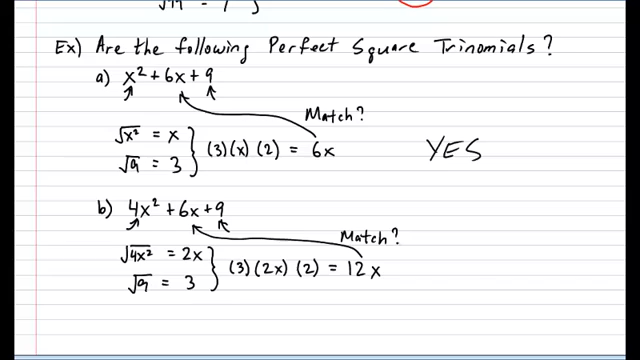 Ex) Are the following Perfect Square Trinomials?
a) x² + 6x + 9
Match?
√x² = x
√9 = 3
(3)(x)(2) = 6x
YES
b) 4x² + 6x + 9
Match?
√4x² = 2x
√9 = 3
(3)(2x)(2) = 12x